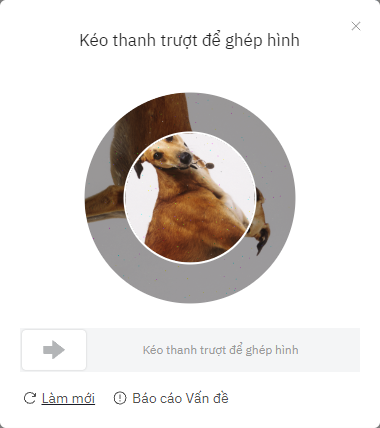 Kéo thanh trượt để ghép hình
Kéo thanh trượt để ghép hình
Làm mới
Báo cáo Vấn đề